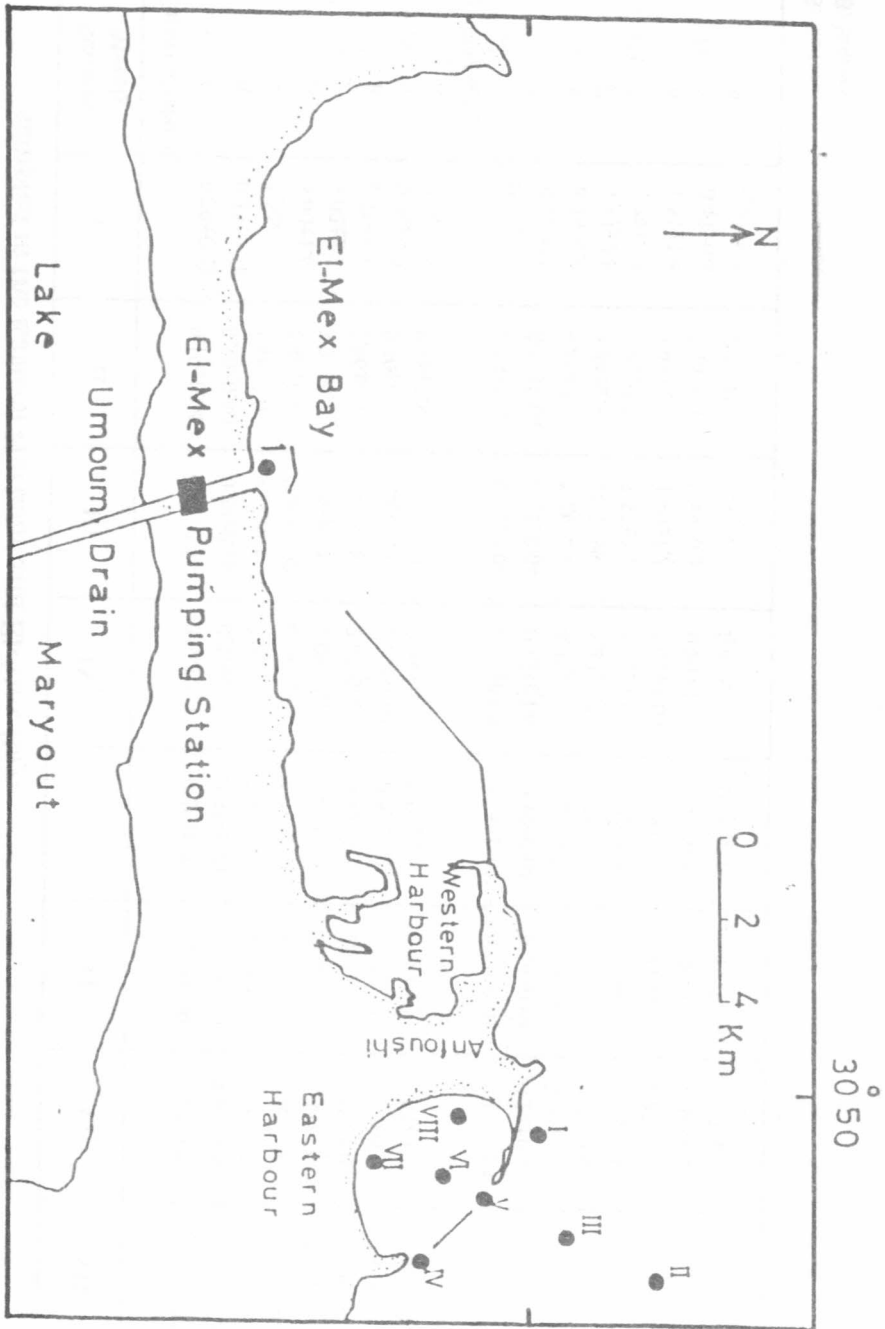 30°50
N
0 2 4 Km
El-Mex Bay
1
Western
Harbour
Anfoushi
Eastern
Harbour
I
II
III
IV
V
VI
VII
VIII
El-Mex Pumping Station
Umoum Drain
Lake Maryout